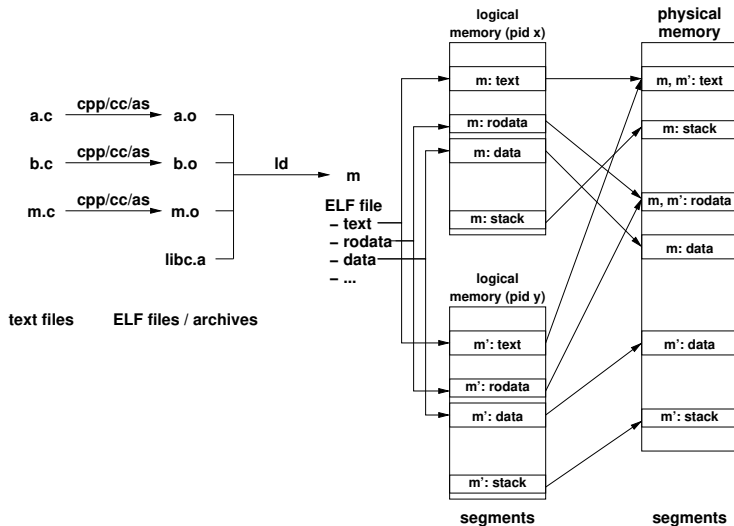 logical
memory (pid x)
physical
memory
m: text
m, m’: text
cpp/cc/as
a.c
a.o
m: rodata
m: stack
m: data
cpp/cc/as
b.c
b.o
ld
m
cpp/cc/as
m.c
m.o
ELF file
– text
– rodata
– data
– ...
m, m’: rodata
m: stack
m: data
libc.a
logical
memory (pid y)
text files
ELF files / archives
m’: text
m’: data
m’: rodata
m’: data
m’: stack
m’: stack
segments
segments